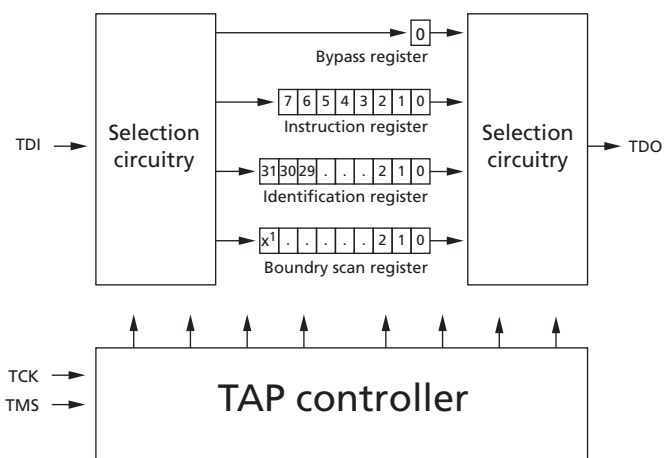 0
Bypass register
7 6 5 4 3 2 1 0
Instruction register
TDI
Selection
circuitry
Selection
circuitry
TDO
31 30 29 . . . 2 1 0
Identification register
x¹ . . . . . 2 1 0
Boundry scan register
TCK
TMS
TAP controller